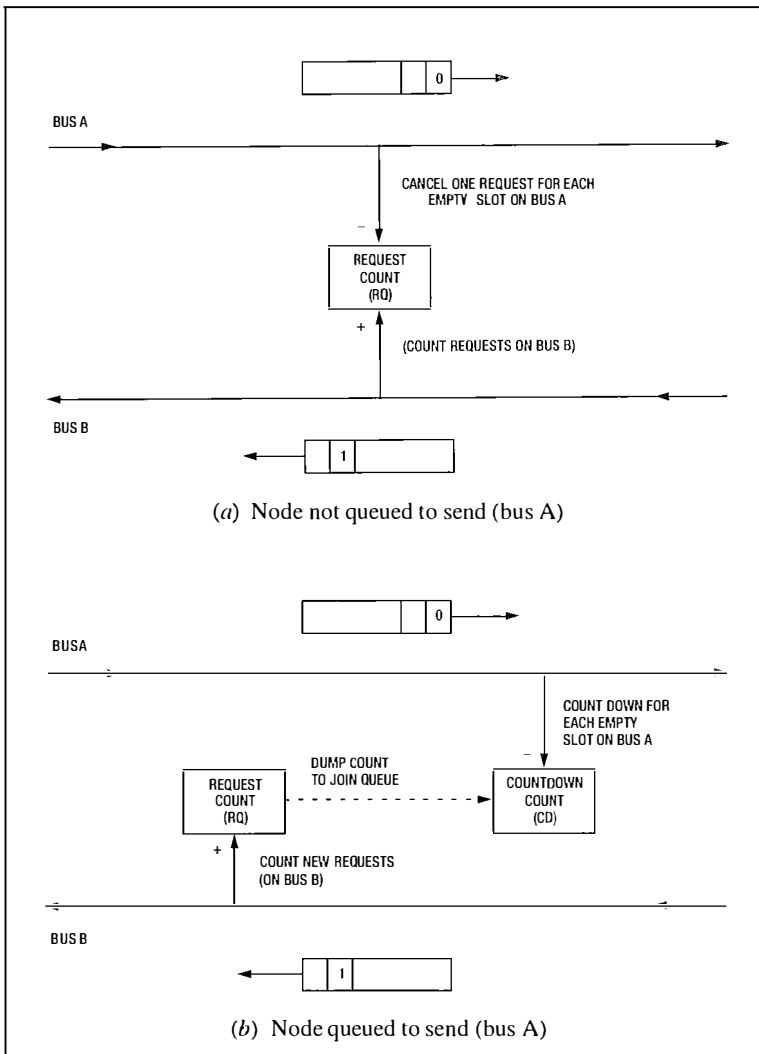 0
BUS A
CANCEL ONE REQUEST FOR EACH
EMPTY SLOT ON BUS A
–
REQUEST
COUNT
(RQ)
+
(COUNT REQUESTS ON BUS B)
BUS B
1
(a) Node not queued to send (bus A)
0
BUSA
COUNT DOWN FOR
EACH EMPTY
SLOT ON BUS A
–
DUMP COUNT
TO JOIN QUEUE
REQUEST
COUNT
(RQ)
COUNTDOWN
COUNT
(CD)
+
COUNT NEW REQUESTS
(ON BUS B)
BUS B
1
(b) Node queued to send (bus A)